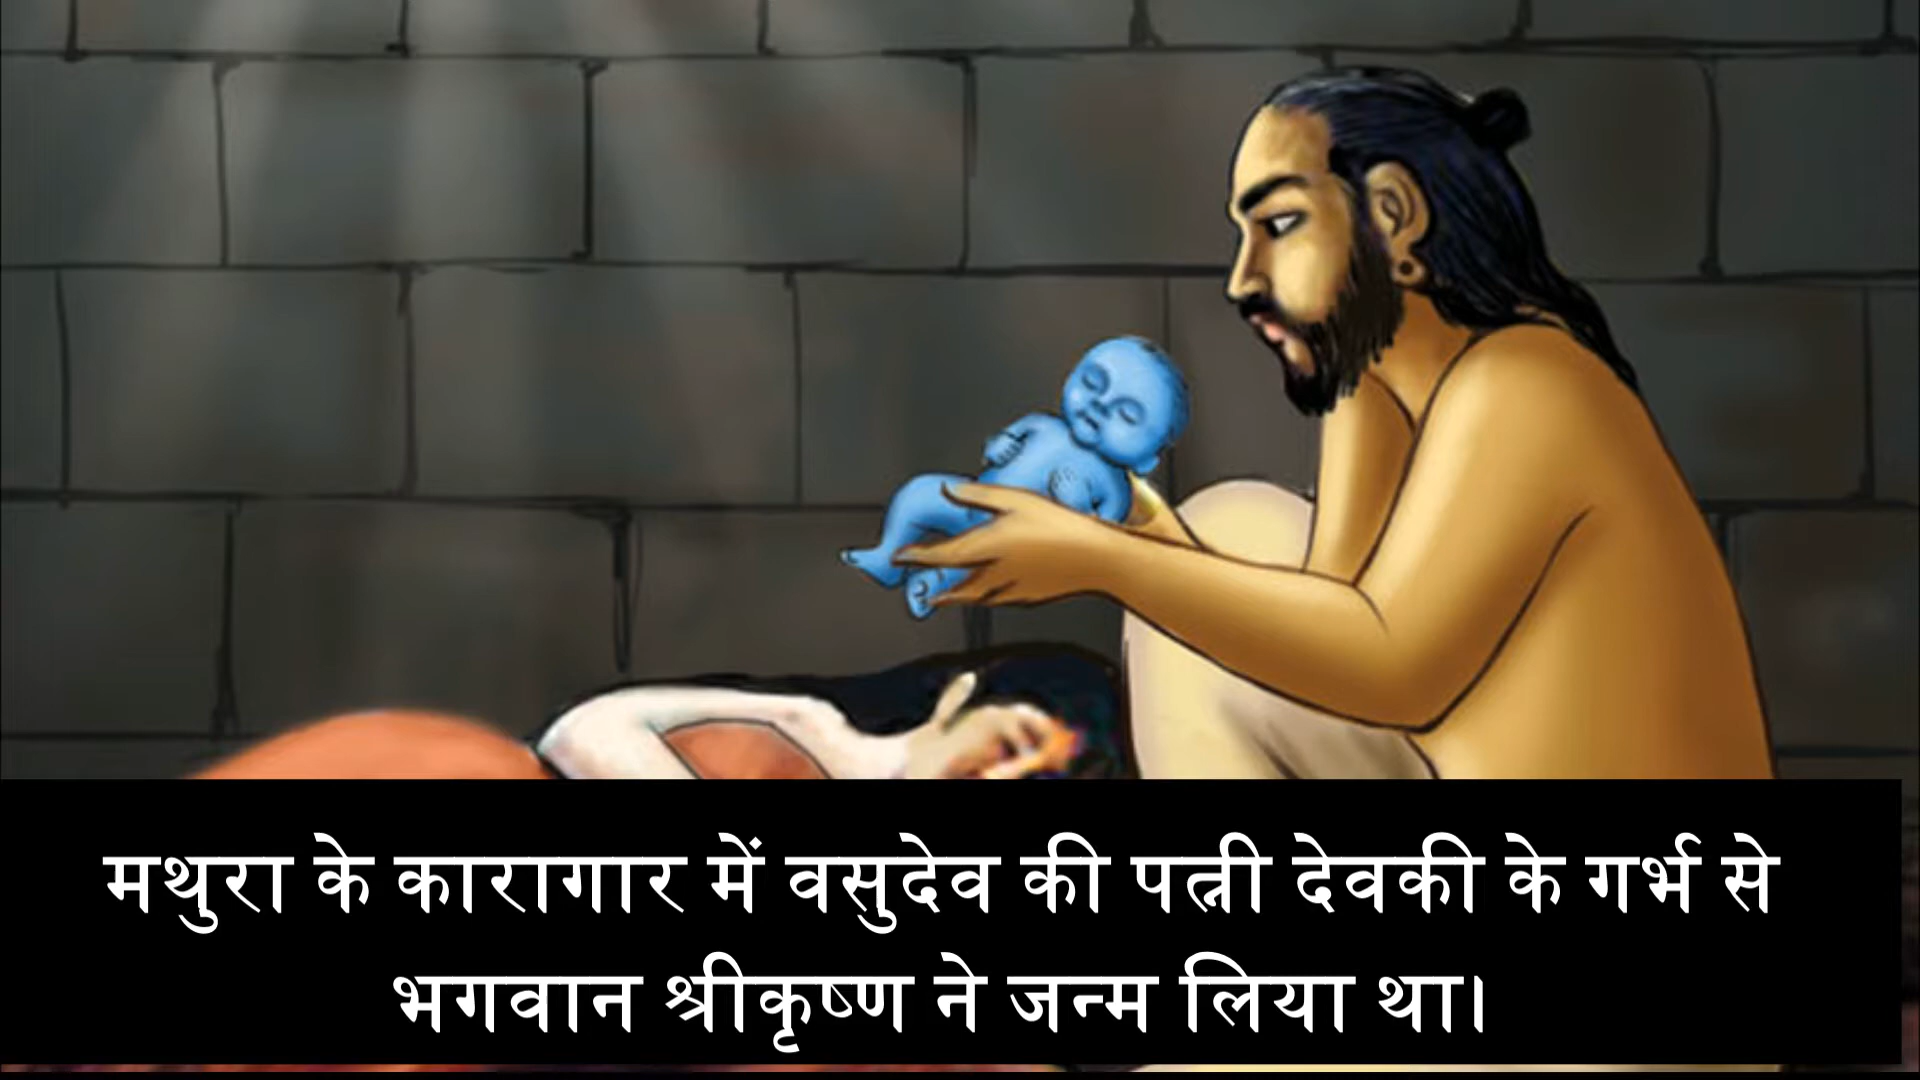 मथुरा के कारागार में वसुदेव की पत्नी देवकी के गर्भ से
भगवान श्रीकृष्ण ने जन्म लिया था।